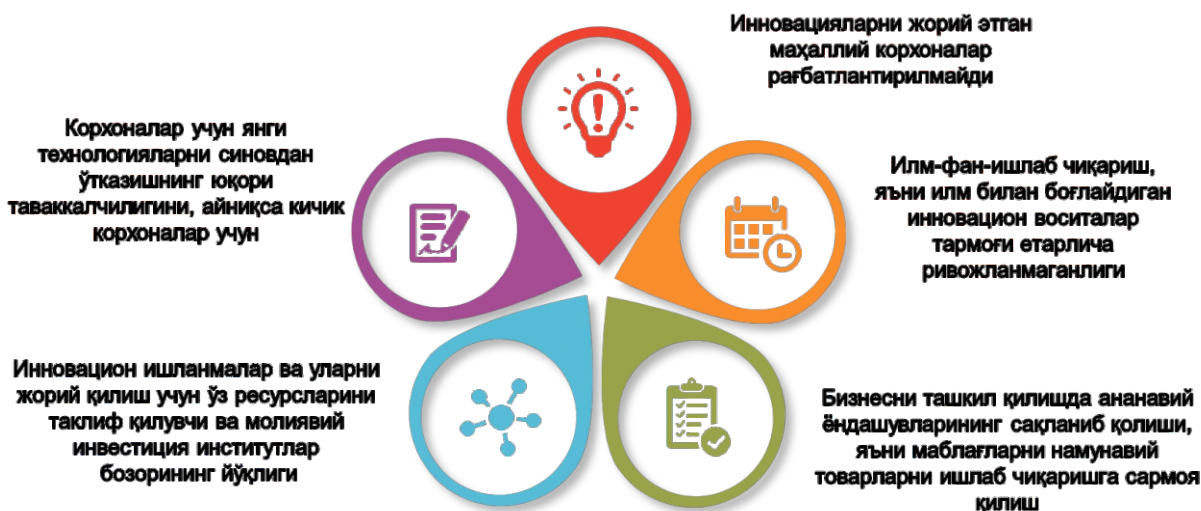 Инновацияларни жорий этган
маҳаллий корхоналар
рағбатлантирилмайди
Корхоналар учун янги
технологияларни синовдан
ўтказишнинг юқори
таваккалчилигини, айниқса кичик
корхоналар учун
Илм-фан-ишлаб чиқариш,
яъни илм билан боғлайдиган
инновацион воситалар
тармоғи етарлича
ривожланмаганлиги
Инновацион ишланмалар ва уларни
жорий қилиш учун ўз ресурсларини
таклиф қилувчи ва молиявий
инвестиция институтлар
бозорининг йўқлиги
Бизнесни ташкил қилишда ананавий
ёндашувларининг сақланиб қолиши,
яъни маблағларни намунавий
товарларни ишлаб чиқаришга сармоя
қилиш